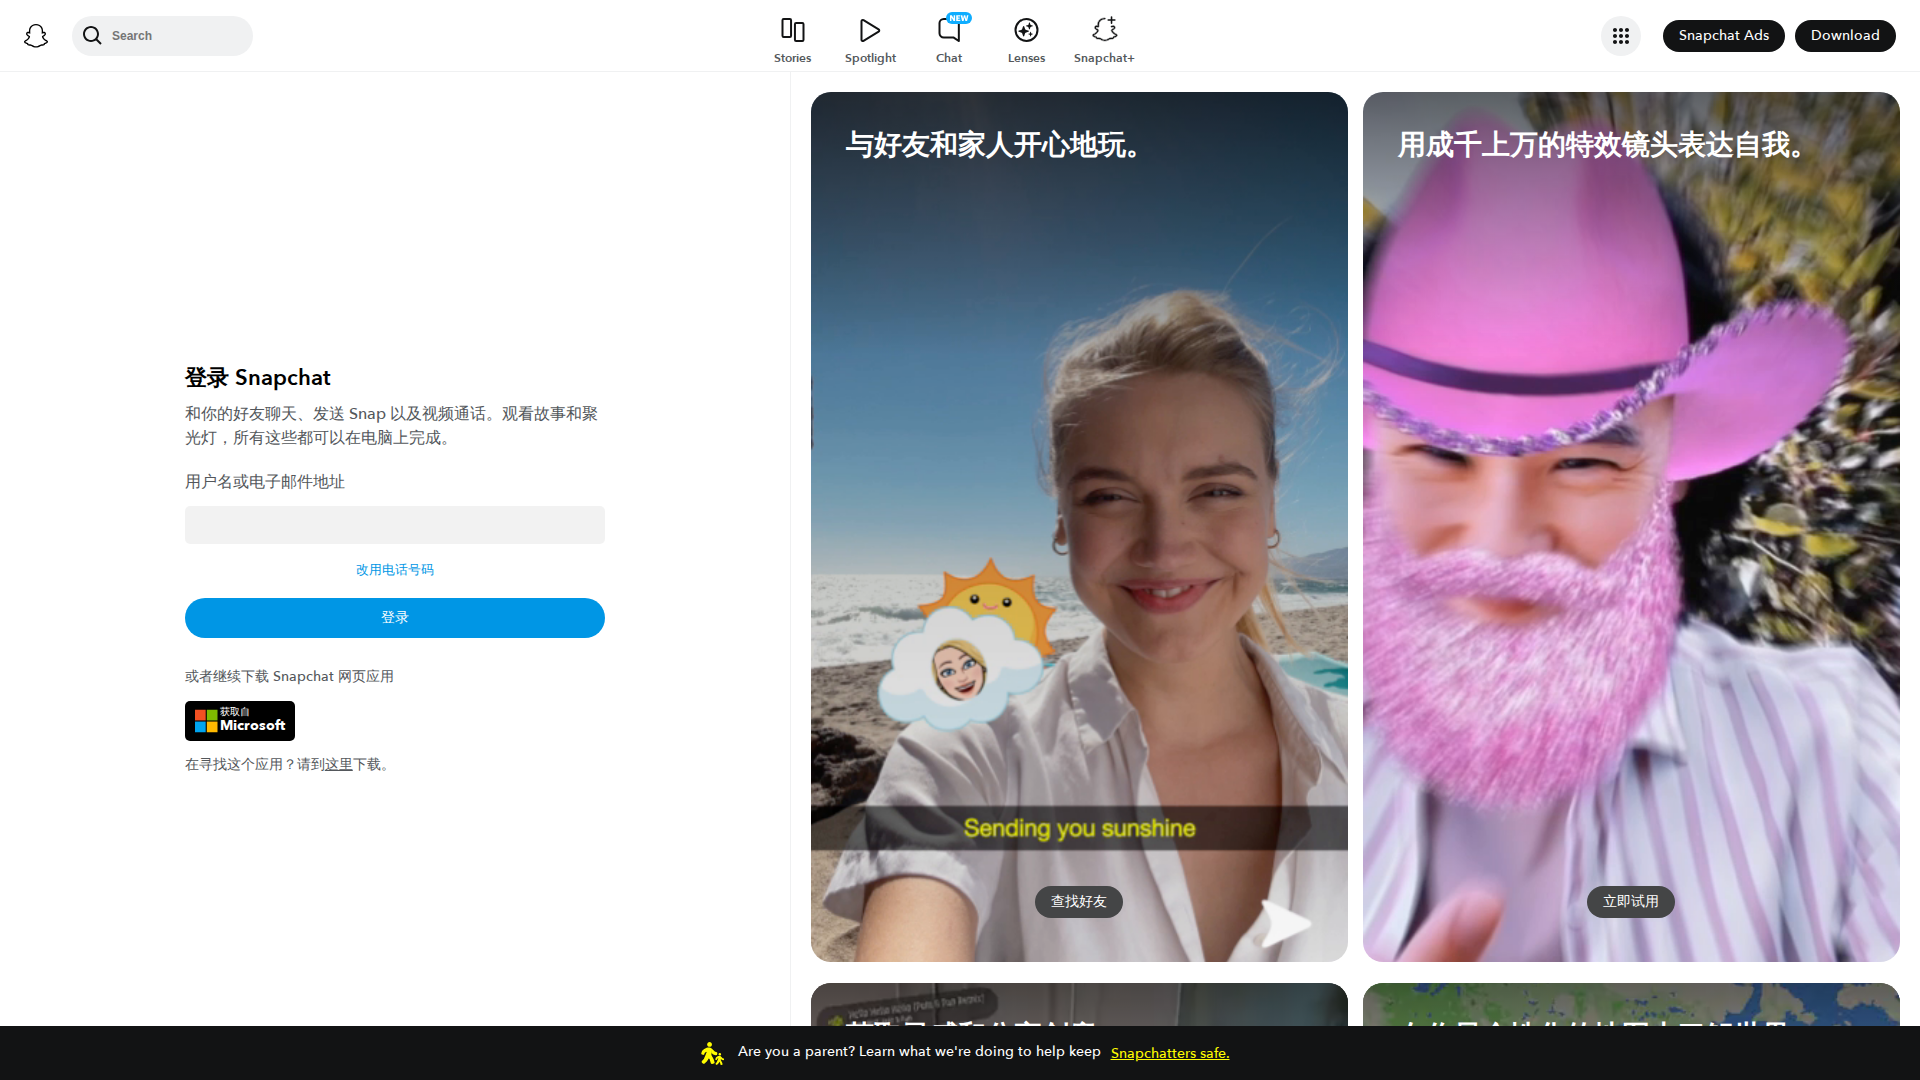 Search
Stories
Spotlight
NEW
Chat
Lenses
Snapchat+
Snapchat Ads
Download
登录 Snapchat
和你的好友聊天、发送 Snap 以及视频通话。观看故事和聚
光灯，所有这些都可以在电脑上完成。
用户名或电子邮件地址
改用电话号码
登录
或者继续下载 Snapchat 网页应用
获取自
Microsoft
在寻找这个应用？请到这里下载。
与好友和家人开心地玩。
Sending you sunshine
查找好友
用成千上万的特效镜头表达自我。
立即试用
Are you a parent? Learn what we're doing to help keep Snapchatters safe.